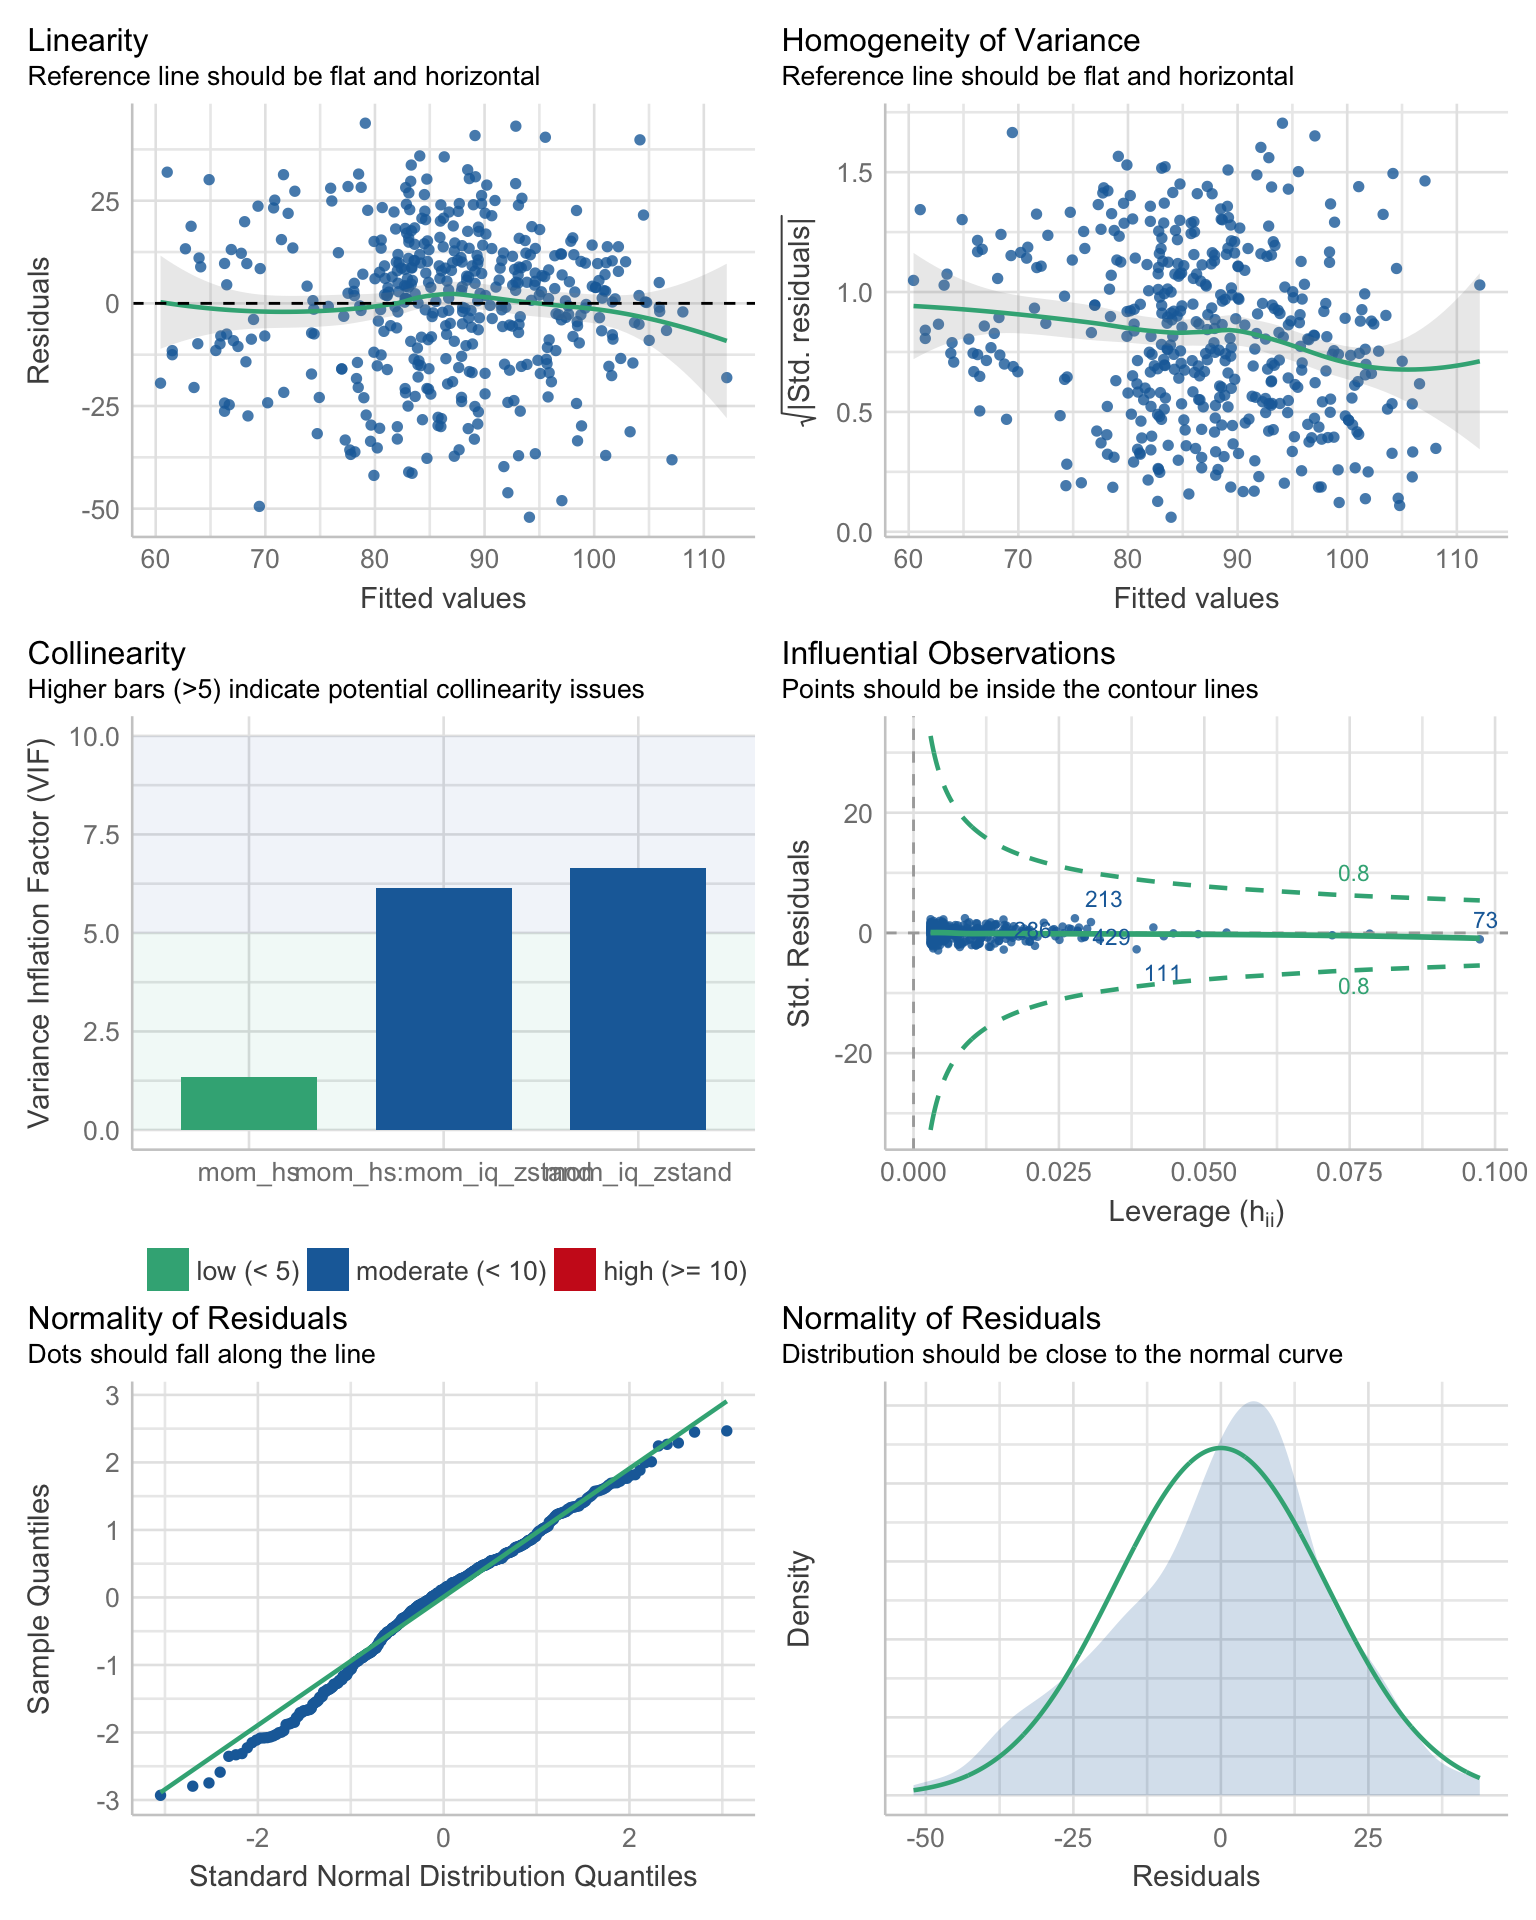 Linearity
Reference line should be flat and horizontal
Residuals
25
0
-25
-50
60 70 80 90 100 110
Fitted values
Homogeneity of Variance
Reference line should be flat and horizontal
√|Std. residuals|
1.5
1.0
0.5
0.0
60 70 80 90 100 110
Fitted values
Collinearity
Higher bars (>5) indicate potential collinearity issues
Variance Inflation Factor (VIF)
10.0
7.5
5.0
2.5
0.0
mom_hs mom_hs:mom_iq_zstand mom_iq_zstand
low (< 5) moderate (< 10) high (>= 10)
Influential Observations
Points should be inside the contour lines
Std. Residuals
20
0
-20
0.8
213
73
286
429
111
0.8
0.000 0.025 0.050 0.075 0.100
Leverage (hii)
Normality of Residuals
Dots should fall along the line
Sample Quantiles
3
2
1
0
-1
-2
-3
-2 0 2
Standard Normal Distribution Quantiles
Normality of Residuals
Distribution should be close to the normal curve
Density
-50 -25 0 25
Residuals